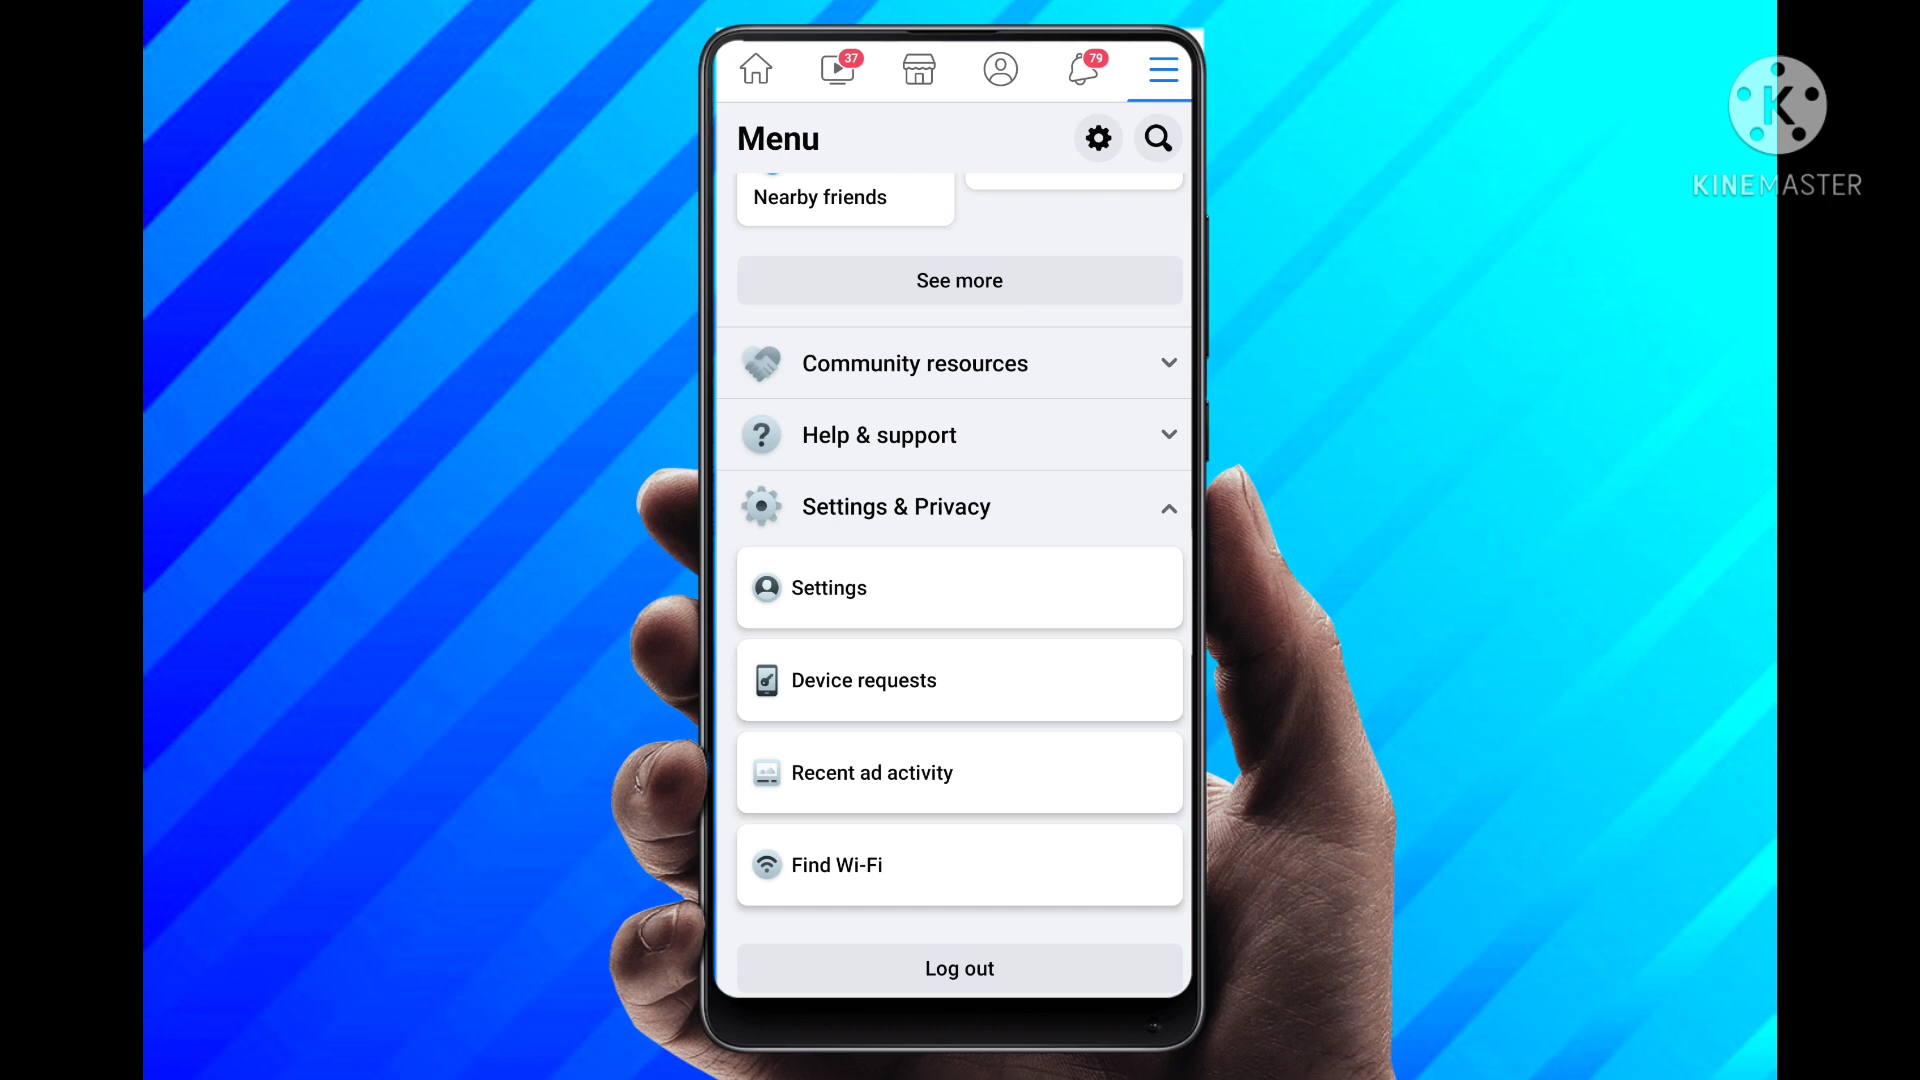 37
79
Menu
Nearby friends
See more
Community resources
Help & support
Settings & Privacy
Settings
Device requests
Recent ad activity
Find Wi-Fi
Log out
K
KINEMASTER